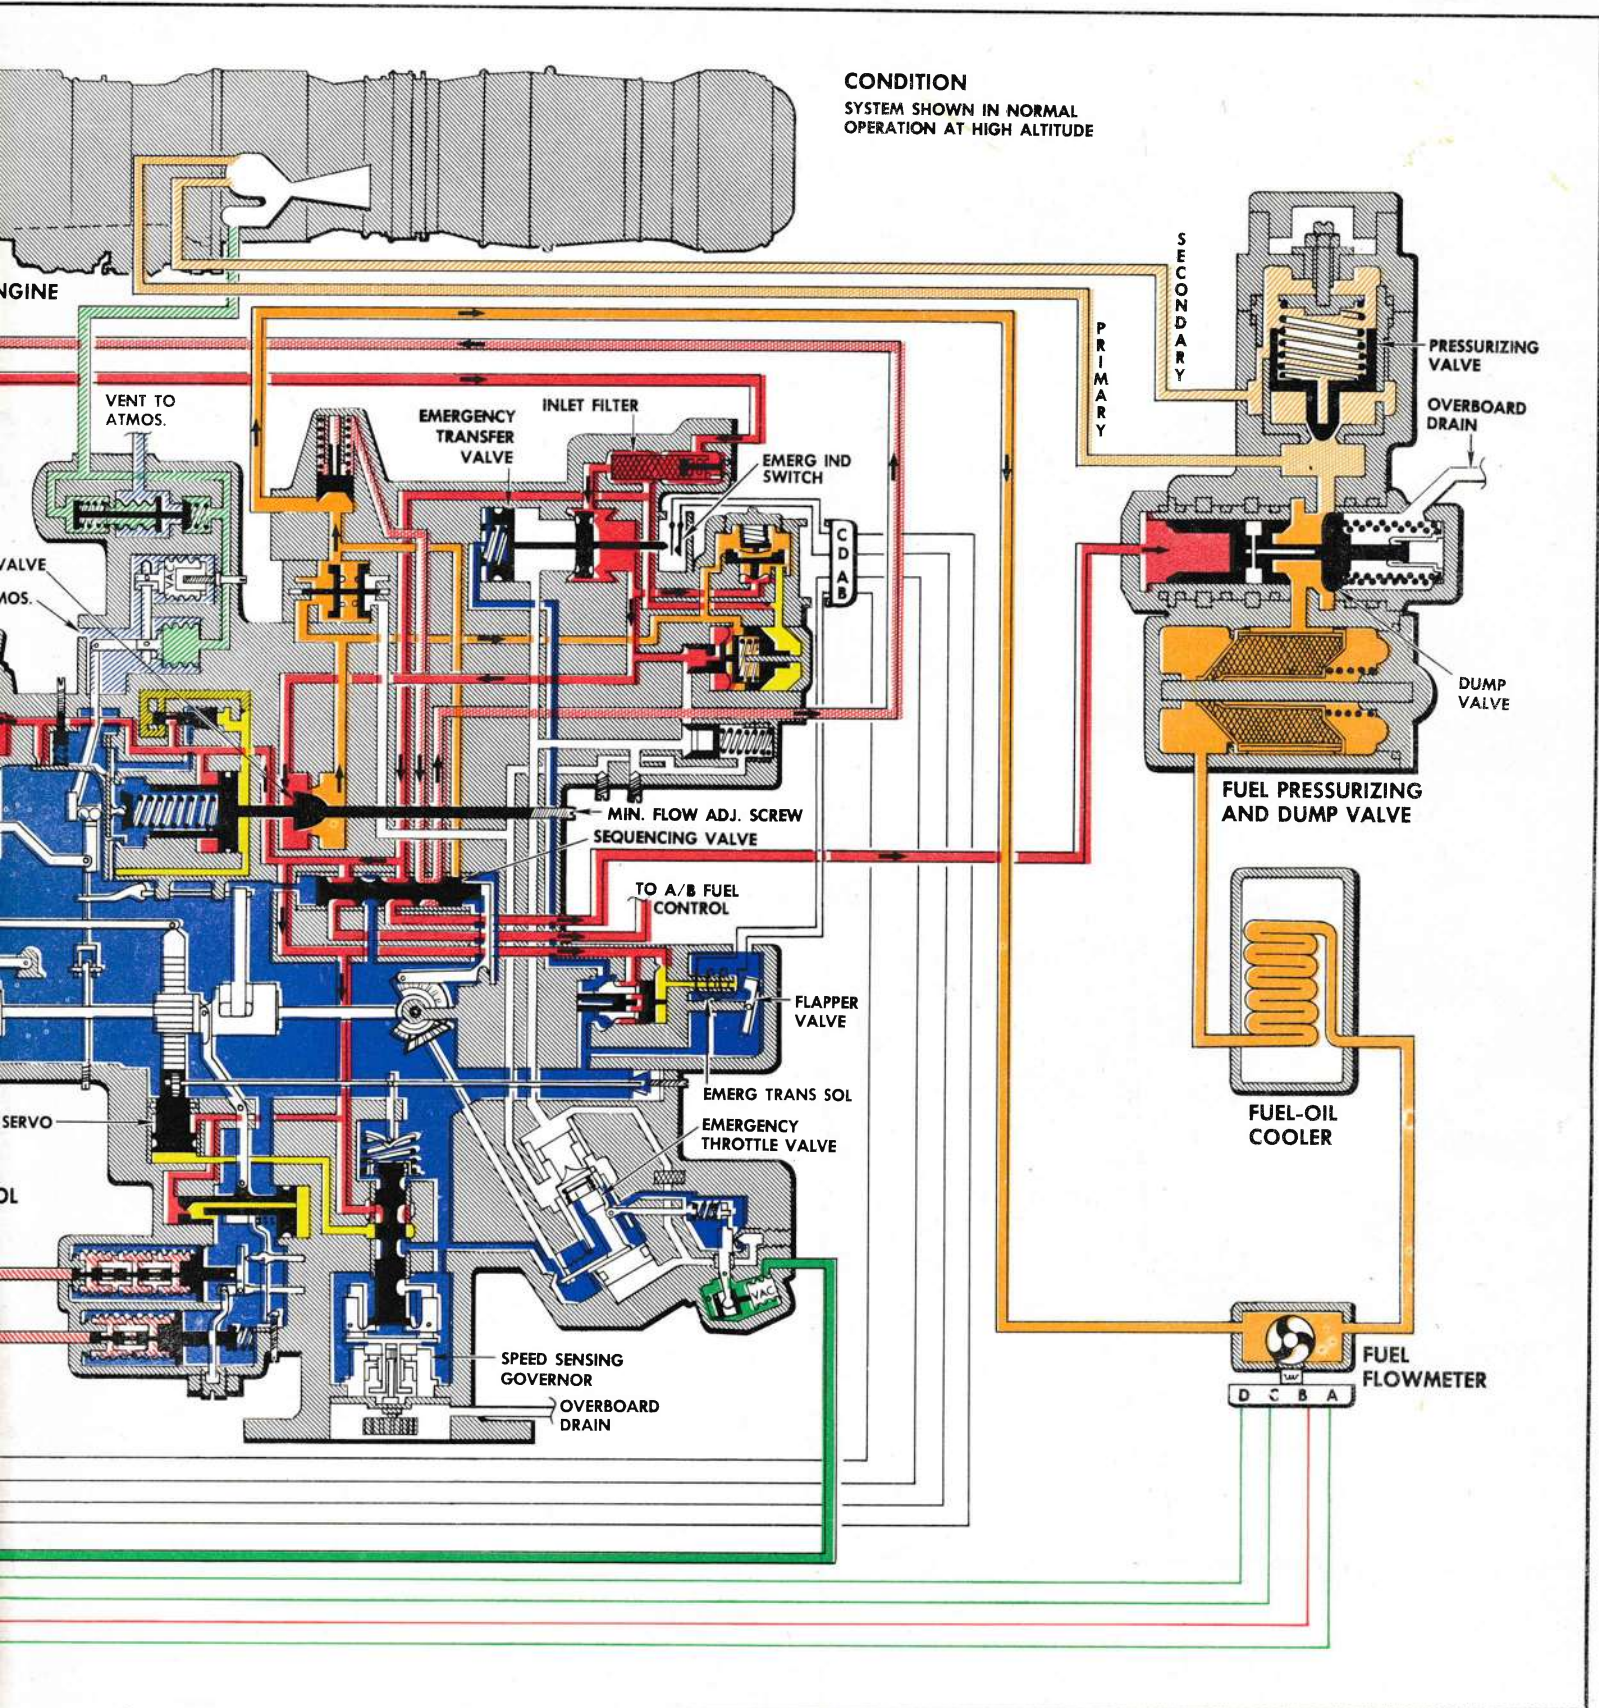 CONDITION
SYSTEM SHOWN IN NORMAL
OPERATION AT HIGH ALTITUDE
NGINE
SECONDARY
PRIMARY
PRESSURIZING
VALVE
OVERBOARD
DRAIN
VENT TO
ATMOS.
EMERGENCY
TRANSFER
VALVE
INLET FILTER
EMERG IND
SWITCH
C
D
A
B
VALVE
MOS.
VAC
DUMP
VALVE
FUEL PRESSURIZING
AND DUMP VALVE
MIN. FLOW ADJ. SCREW
SEQUENCING VALVE
TO A/B FUEL
CONTROL
FLAPPER
VALVE
EMERG TRANS SOL
FUEL-OIL
COOLER
SERVO
EMERGENCY
THROTTLE VALVE
OL
VAC
SPEED SENSING
GOVERNOR
OVERBOARD
DRAIN
FUEL
FLOWMETER
D C B A